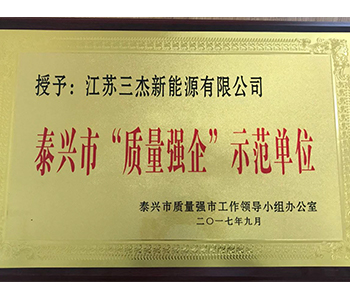 授予：江苏三杰新能源有限公司
泰兴市“质量强企”示范单位
泰兴市质量强市工作领导小组办公室
二〇一七年九月